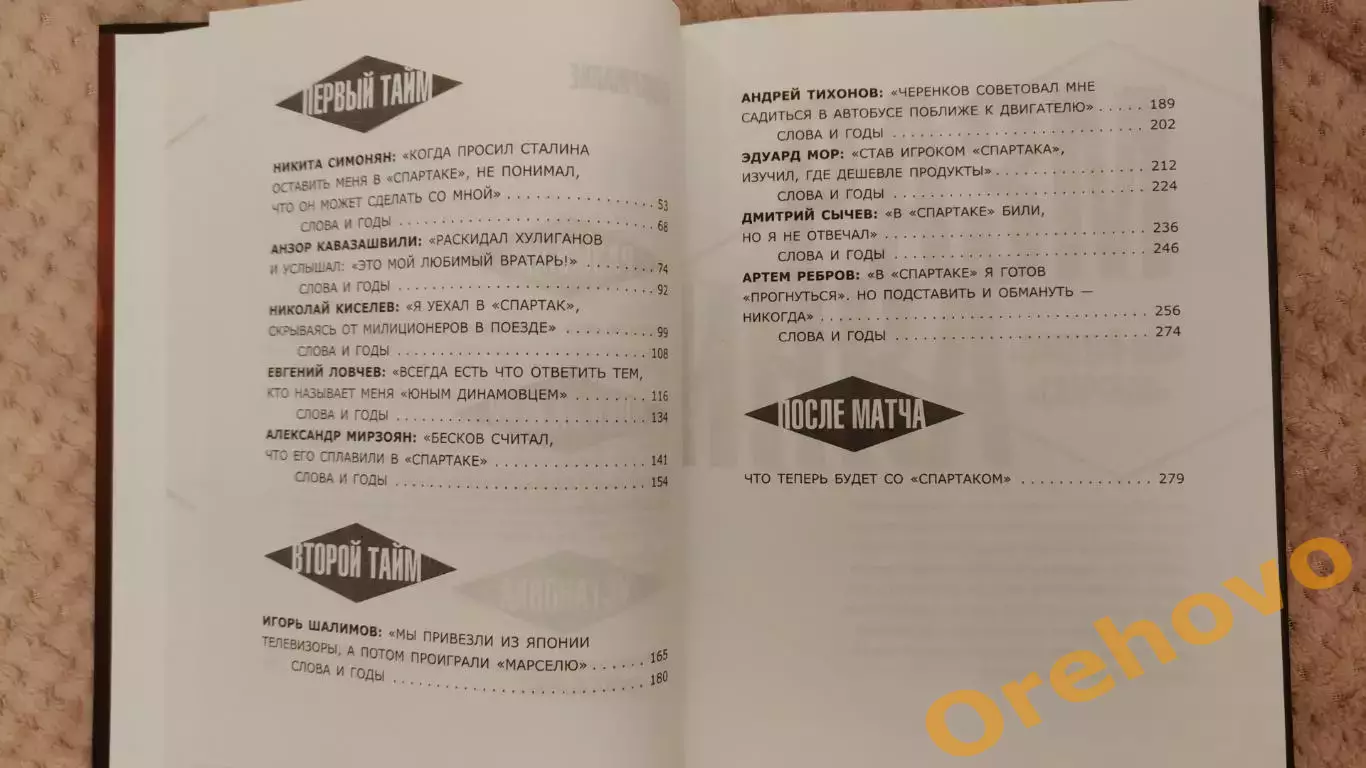 ПЕРВЫЙ ТАЙМ
НИКИТА СИМОНЯН: «КОГДА ПРОСИЛ СТАЛИНА
ОСТАВИТЬ МЕНЯ В «СПАРТАКЕ», НЕ ПОНИМАЛ,
ЧТО ОН МОЖЕТ СДЕЛАТЬ СО МНОЙ» .................... 53
СЛОВА И ГОДЫ .................... 68
АНЗОР КАВАЗАШВИЛИ: «РАСКИДАЛ ХУЛИГАНОВ
И УСЛЫШАЛ: «ЭТО МОЙ ЛЮБИМЫЙ ВРАТАРЬ!» .......... 74
СЛОВА И ГОДЫ .................... 92
НИКОЛАЙ КИСЕЛЕВ: «Я УЕХАЛ В «СПАРТАК»,
СКРЫВАЯСЬ ОТ МИЛИЦИОНЕРОВ В ПОЕЗДЕ» .......... 99
СЛОВА И ГОДЫ .................... 108
ЕВГЕНИЙ ЛОВЧЕВ: «ВСЕГДА ЕСТЬ ЧТО ОТВЕТИТЬ ТЕМ,
КТО НАЗЫВАЕТ МЕНЯ «ЮНЫМ ДИНАМОВЦЕМ» ........ 116
СЛОВА И ГОДЫ .................... 134
АЛЕКСАНДР МИРЗОЯН: «БЕСКОВ СЧИТАЛ,
ЧТО ЕГО СПЛАВИЛИ В «СПАРТАКЕ» .................... 141
СЛОВА И ГОДЫ .................... 154
ВТОРОЙ ТАЙМ
ИГОРЬ ШАЛИМОВ: «МЫ ПРИВЕЗЛИ ИЗ ЯПОНИИ
ТЕЛЕВИЗОРЫ, А ПОТОМ ПРОИГРАЛИ «МАРСЕЛЮ» ...... 165
СЛОВА И ГОДЫ .................... 180
АНДРЕЙ ТИХОНОВ: «ЧЕРЕНКОВ СОВЕТОВАЛ МНЕ
САДИТЬСЯ В АВТОБУСЕ ПОБЛИЖЕ К ДВИГАТЕЛЮ» ..... 189
СЛОВА И ГОДЫ .................... 202
ЭДУАРД МОР: «СТАВ ИГРОКОМ «СПАРТАКА»,
ИЗУЧИЛ, ГДЕ ДЕШЕВЛЕ ПРОДУКТЫ» .................... 212
СЛОВА И ГОДЫ .................... 224
ДМИТРИЙ СЫЧЕВ: «В «СПАРТАКЕ» БИЛИ,
НО Я НЕ ОТВЕЧАЛ» .................... 236
СЛОВА И ГОДЫ .................... 246
АРТЕМ РЕБРОВ: «В «СПАРТАКЕ» Я ГОТОВ
«ПРОГНУТЬСЯ». НО ПОДСТАВИТЬ И ОБМАНУТЬ —
НИКОГДА» .................... 256
СЛОВА И ГОДЫ .................... 274
ПОСЛЕ МАТЧА
ЧТО ТЕПЕРЬ БУДЕТ СО «СПАРТАКОМ» .............. 279
Orehovo